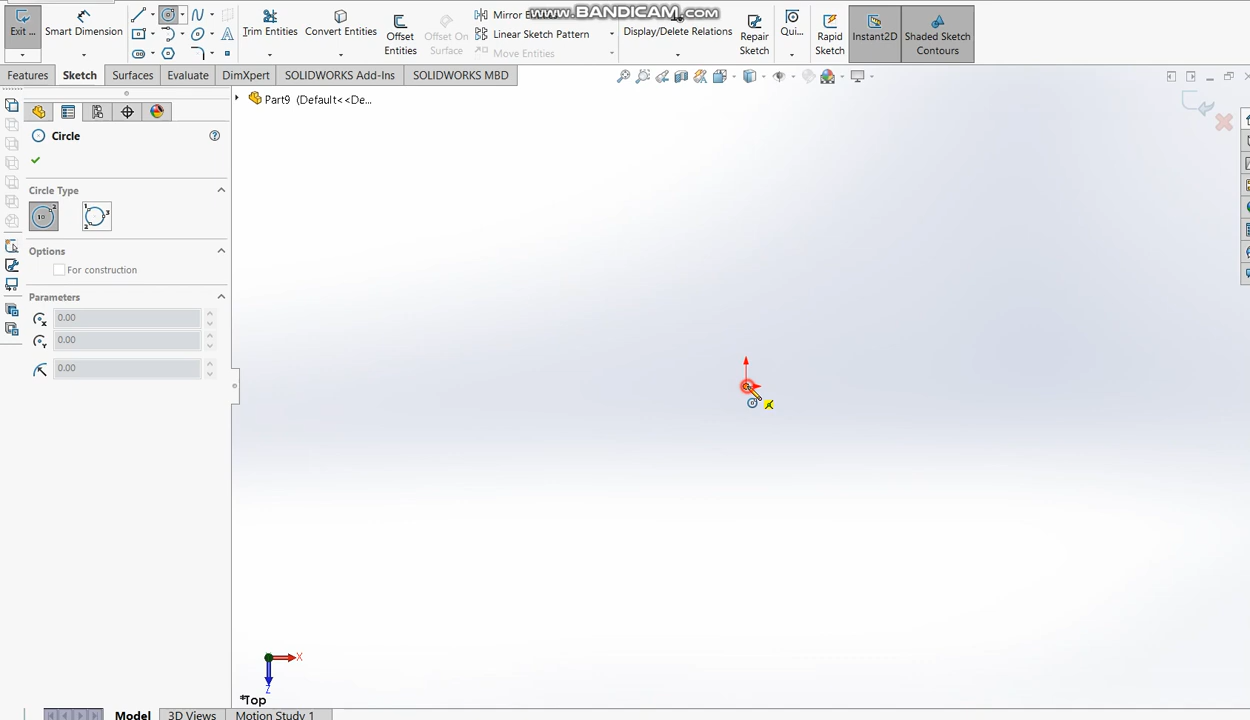 www.BANDICAM.com
Exit ...
Smart Dimension
Trim Entities
Convert Entities
Offset Entities
Offset On Surface
Mirror E
Linear Sketch Pattern
Move Entities
Display/Delete Relations
Repair Sketch
Qui...
Rapid Sketch
Instant2D
Shaded Sketch Contours
Features
Sketch
Surfaces
Evaluate
DimXpert
SOLIDWORKS Add-Ins
SOLIDWORKS MBD
Part9 (Default<<De...
Circle
Circle Type
Options
For construction
Parameters
0.00
0.00
0.00
X
Z
*Top
Model
3D Views
Motion Study 1